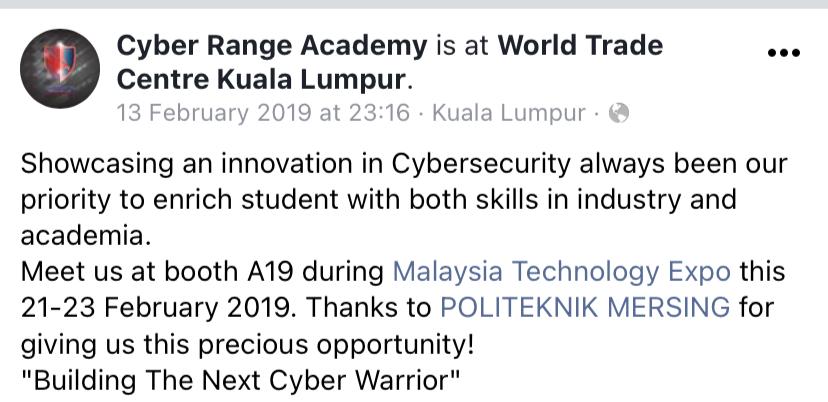 Cyber Range Academy is at World Trade
Centre Kuala Lumpur.
13 February 2019 at 23:16 · Kuala Lumpur ·
Showcasing an innovation in Cybersecurity always been our
priority to enrich student with both skills in industry and
academia.
Meet us at booth A19 during Malaysia Technology Expo this
21-23 February 2019. Thanks to POLITEKNIK MERSING for
giving us this precious opportunity!
"Building The Next Cyber Warrior"